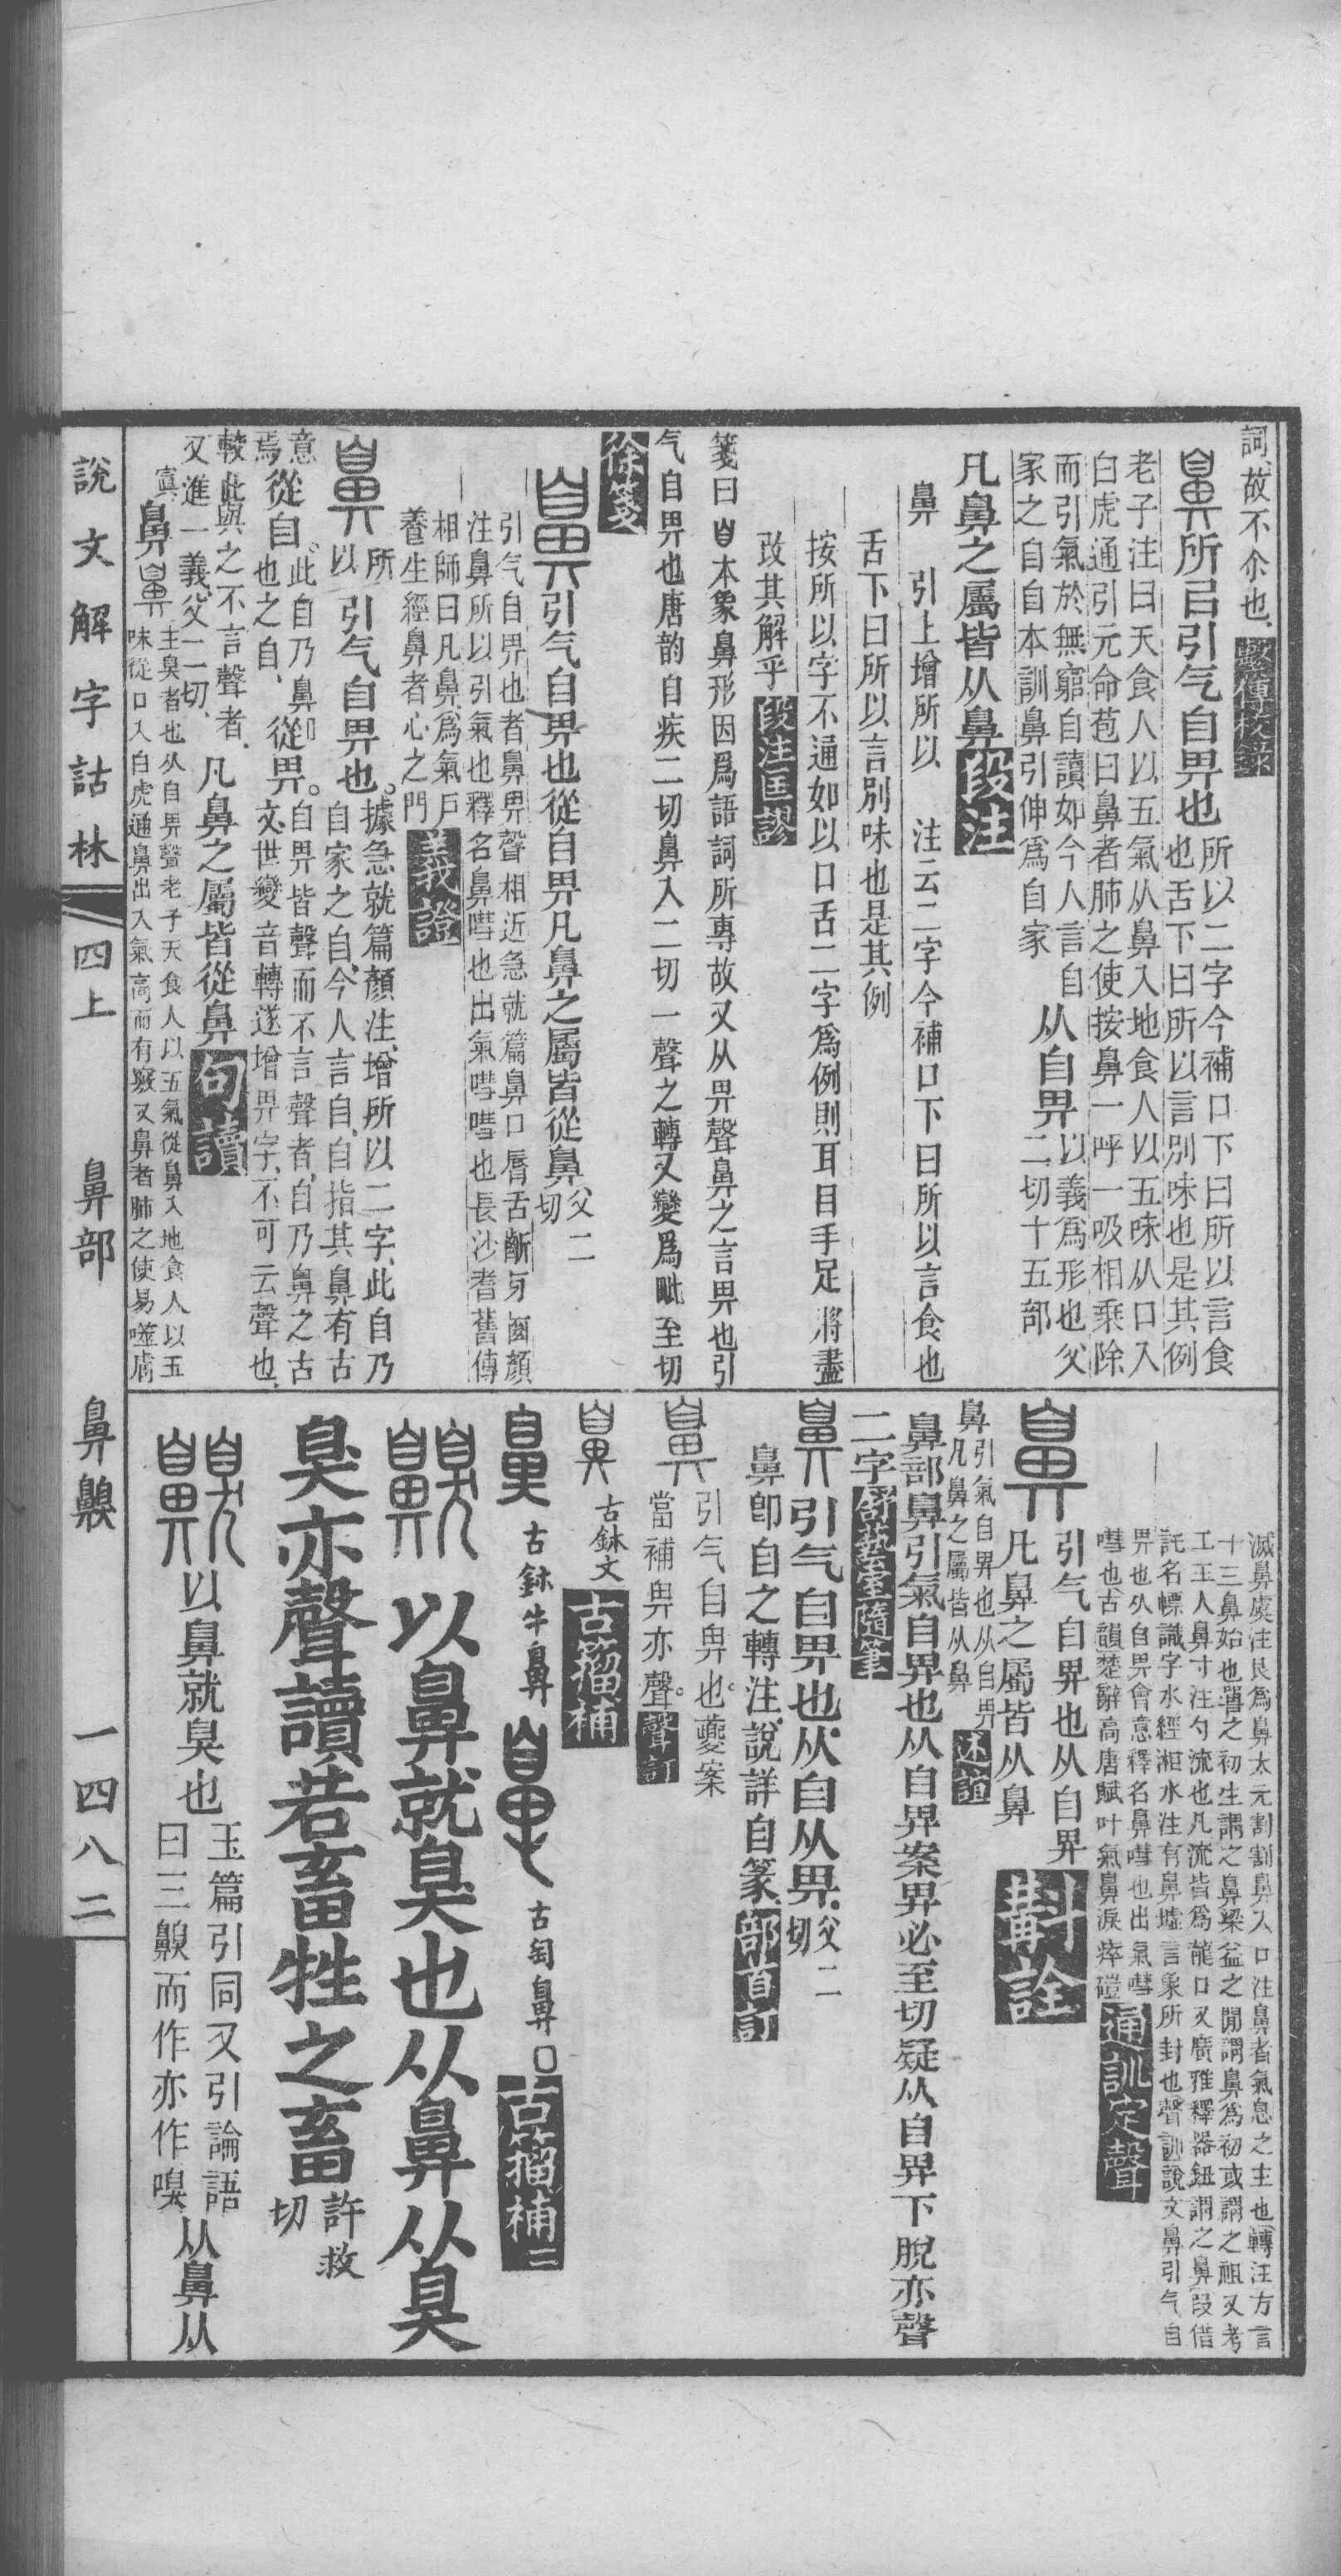 詞、故不尒也、繫傳校錄
鼻所㠯引气自畀也所以二字今補口下曰所以言食
也舌下曰所以言別味也是其例
老子注曰天食人以五氣从鼻入地食人以五味从口入
白虎通引元命苞曰鼻者肺之使按鼻一呼一吸相乘除
而引氣於無窮自讀如今人言自
家之自自本訓鼻引伸爲自家
从自畀以義爲形也父
二切十五部
凡鼻之屬皆从鼻段注
鼻 引上增所以 注云二字今補口下曰所以言食也
舌下曰所以言別味也是其例
按所以字不通如以口舌二字爲例則耳目手足將盡
改其解乎段注匡謬
箋曰自本象鼻形因爲語詞所專故又从畀聲鼻之言畀也引
气自畀也唐韵自疾二切鼻入二切一聲之轉又變爲毗至切
徐箋
鼻引气自畀也從自畀凡鼻之屬皆從鼻父二
切
引气自畀也者鼻畀聲相近急就篇鼻口脣舌齗牙齒顏
注鼻所以引氣也釋名鼻嘒也出氣嘒嘒也長沙耆舊傳
相師曰凡鼻爲氣戶
養生經鼻者心之門
義證
鼻所
以引气自畀也。據急就篇顏注、增所以二字、此自乃
自家之自、今人言自、自指其鼻有古
意
焉從自。此自乃鼻
也之自、從畀。自畀皆聲而不言聲者、自乃鼻之古
文、世變音轉遂增畀字、不可云聲也、
較此與之不言聲者、
又進一義、父二切、凡鼻之屬皆從鼻句讀
鼻主臭者也从自畀聲老子天食人以五氣從鼻入地食人以五
味從口入白虎通鼻出入氣高而有竅又鼻者肺之使易噬膚
滅鼻虞注艮爲鼻太元割割鼻入口注鼻者氣息之主也轉注方言
十三鼻始也嘼之初生謂之鼻梁益之閒謂鼻爲初或謂之祖又考
工玉人鼻寸注勺流也凡流皆爲龍口又廣雅釋器鈕謂之鼻叚借
託名幖識字水經湘水注有鼻墟言象所封也聲訓說文鼻引气自
畀也从自畀會意釋名鼻嘒也出氣嘒
嘒也古韻楚辭高唐賦叶氣鼻淚瘁磑
通訓定聲
鼻 引气自畀也从自畀
凡鼻之屬皆从鼻
斠詮
鼻引氣自畀也从自畀
凡鼻之屬皆从鼻
述誼
鼻部鼻引氣自畀也从自畀案畀必至切疑从自畀下脫亦聲
二字舒藝室隨筆
鼻引气自畀也、从自从畀、父二
切
鼻卽自之轉注、說詳自篆、部首訂
鼻引气自畀也。夔案
當補畀亦聲。聲訂
古鉥文古籀補
古鉥牛鼻
古匋鼻□古籀補二
齅以鼻就臭也从鼻从臭
臭亦聲讀若畜牲之畜許救
切
齅以鼻就臭也玉篇引同又引論語
曰三齅而作亦作嗅
从鼻从
說文解字詁林 四上 鼻部 鼻齅 一四八二